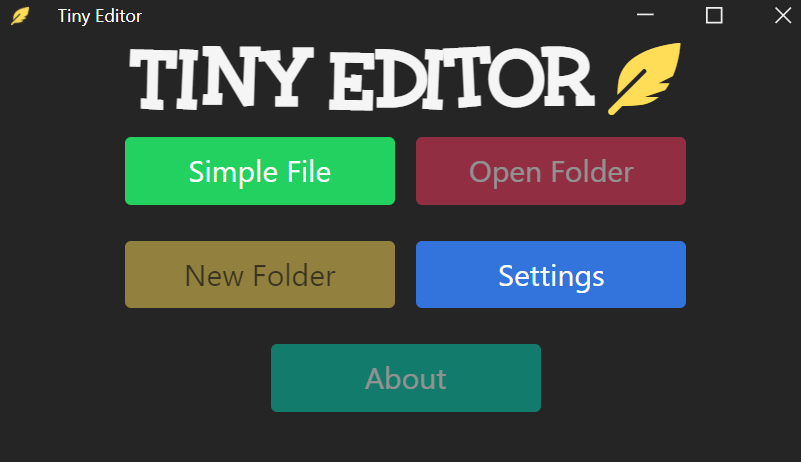 Tiny Editor
TINY EDITOR
Simple File
Open Folder
New Folder
Settings
About